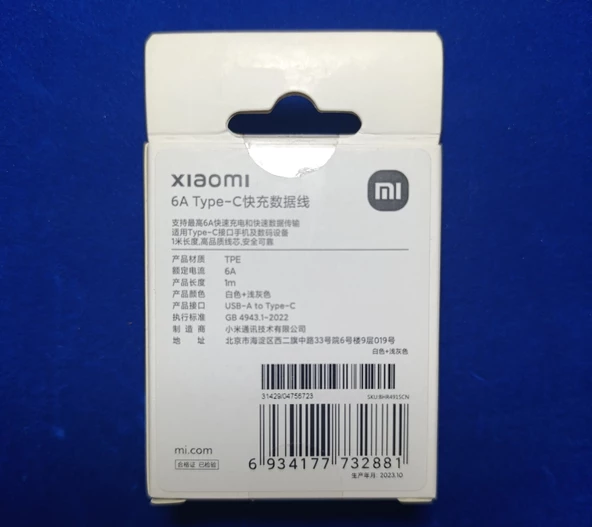 xiaomi
mi
6A Type-C快充数据线
支持最高6A快速充电和快速数据传输
适用Type-C接口手机及数码设备
1米长度,高品质线芯,安全可靠
产品材质 TPE
额定电流 6A
产品长度 1m
产品颜色 白色+浅灰色
产品接口 USB-A to Type-C
执行标准 GB 4943.1-2022
制造商 小米通讯技术有限公司
地址 北京市海淀区西二旗中路33号院6号楼9层019号
白色+浅灰色
31429/04756723 SKU:BHR4915CN
mi.com
合格证 已检验
6 934177 732881
生产年月: 2023.10